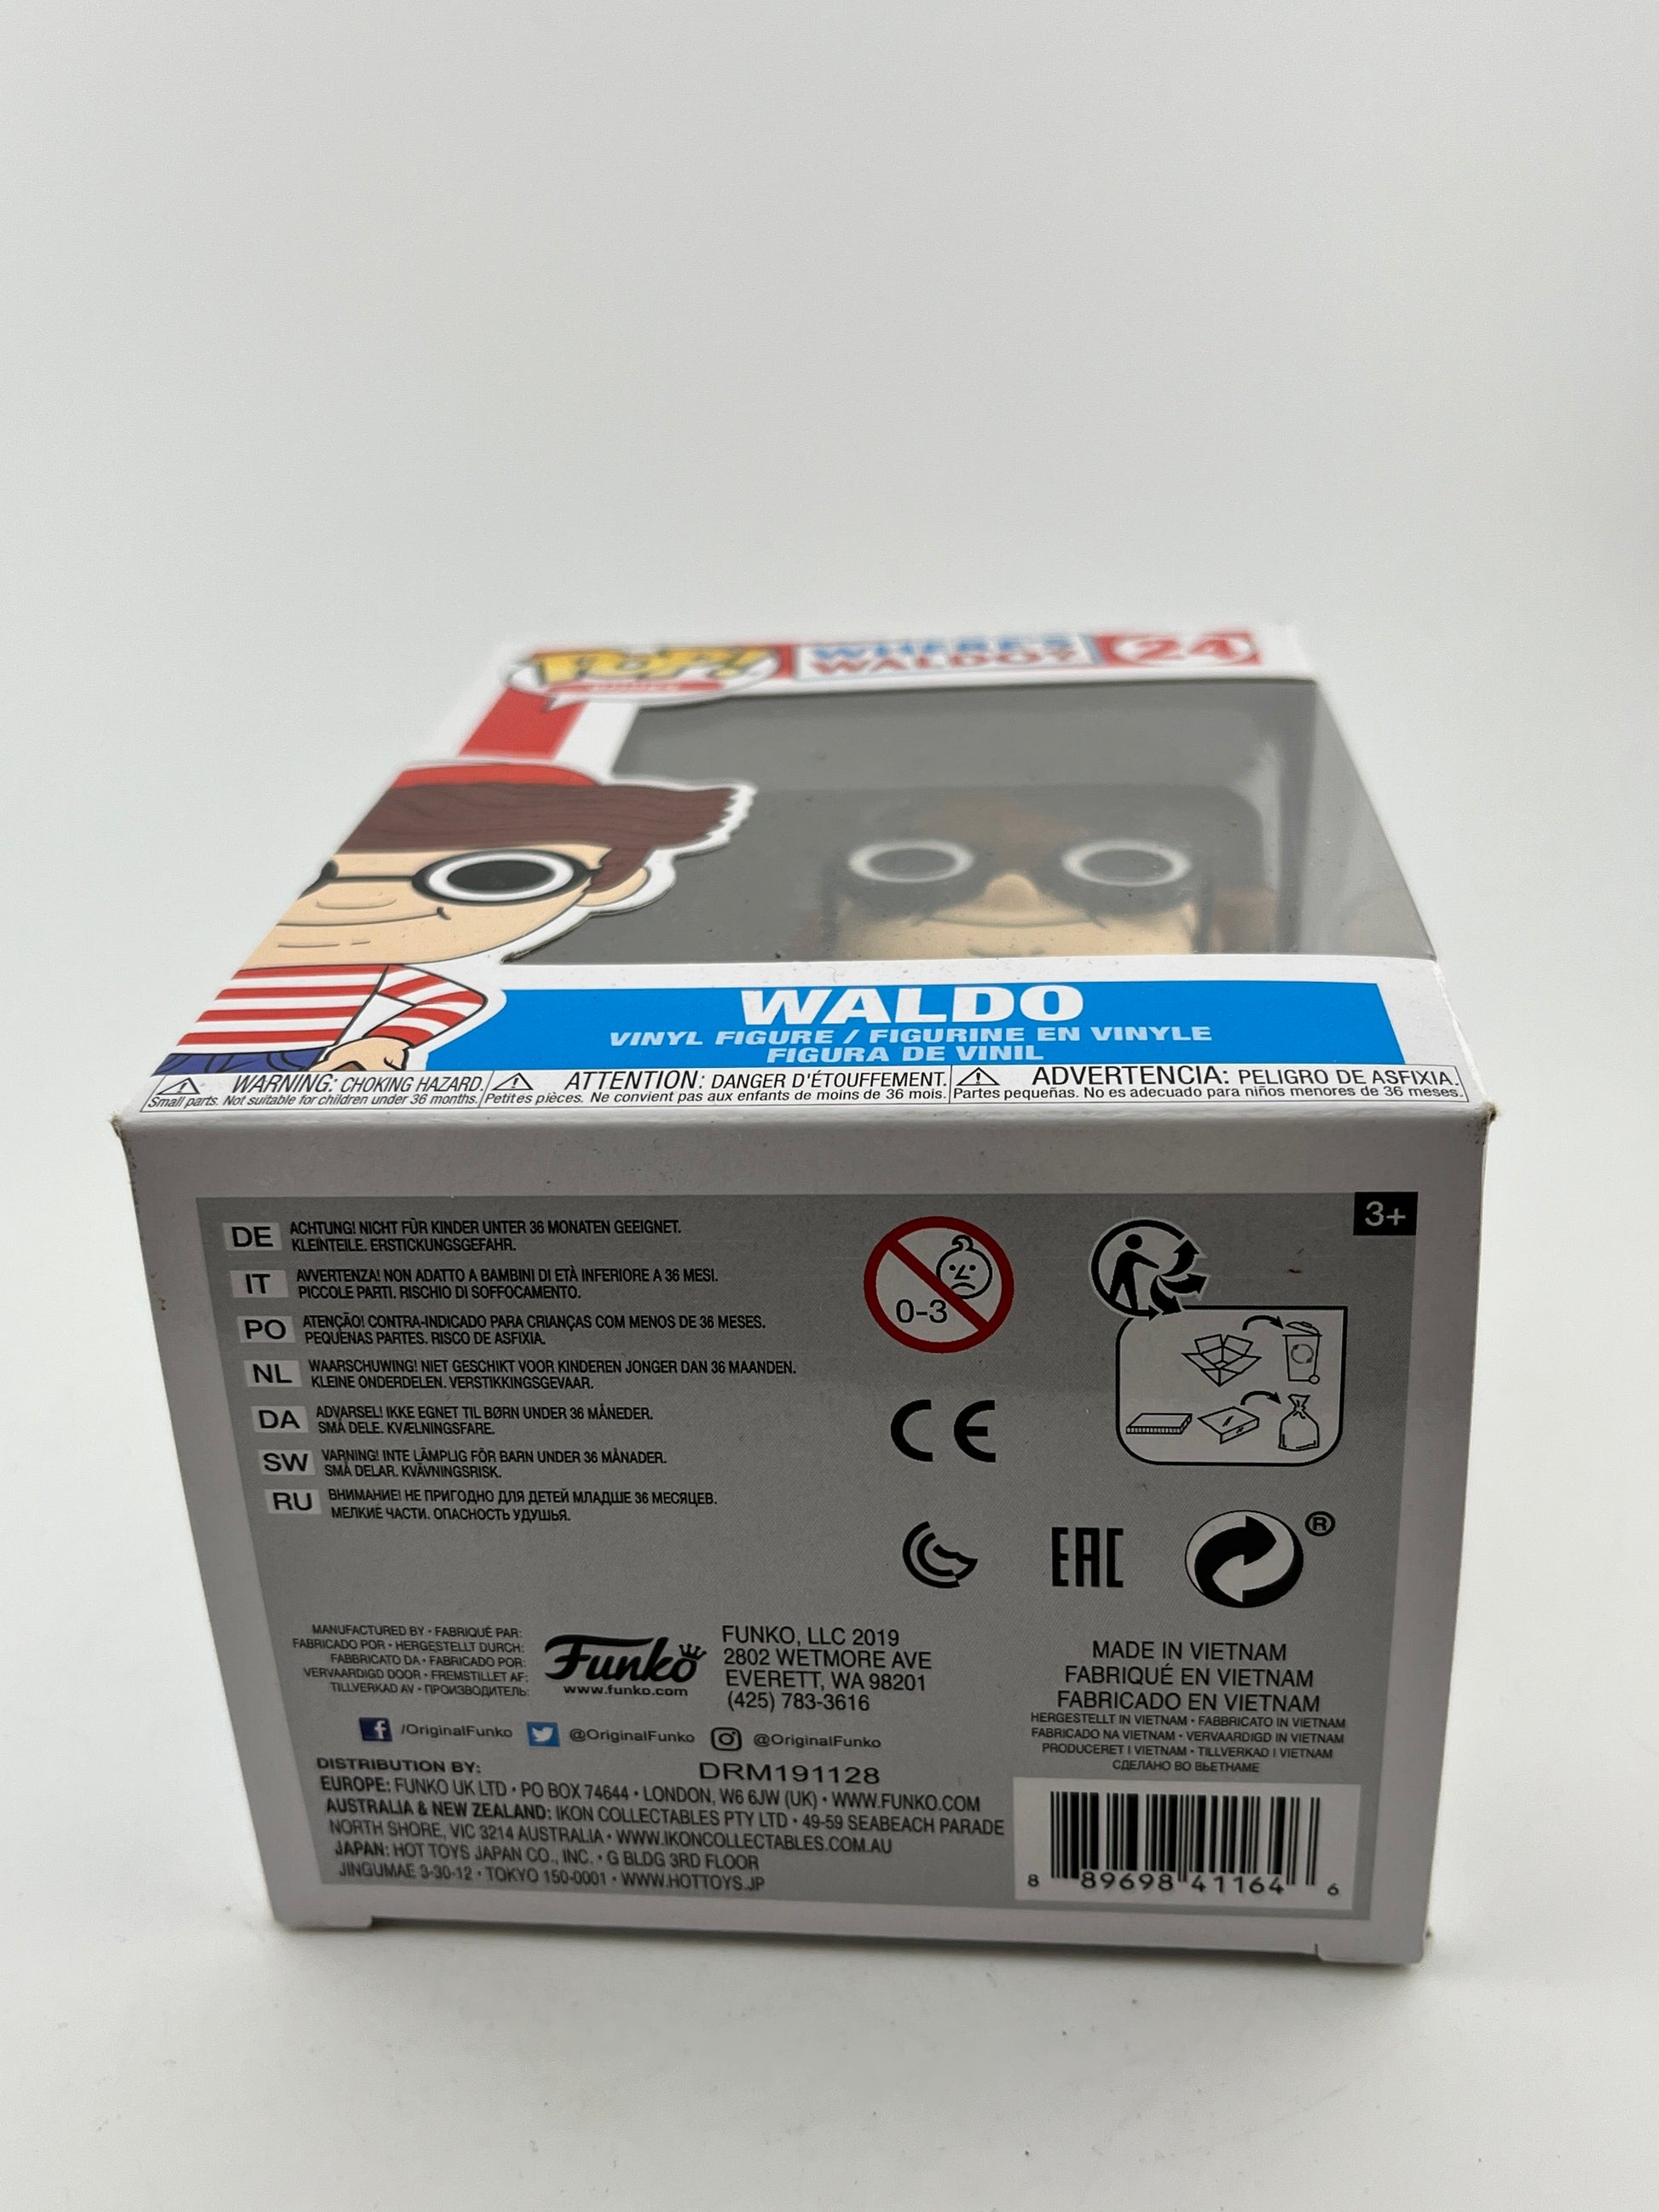 POP!
BOOKS
WHERE'S
WALDO?
24
WALDO
VINYL FIGURE / FIGURINE EN VINYLE
FIGURA DE VINIL
WARNING: CHOKING HAZARD.
Small parts. Not suitable for children under 36 months.
ATTENTION: DANGER D'ÉTOUFFEMENT.
Petites pièces. Ne convient pas aux enfants de moins de 36 mois.
ADVERTENCIA: PELIGRO DE ASFIXIA.
Partes pequeñas. No es adecuado para niños menores de 36 meses.
3+
DE ACHTUNG! NICHT FÜR KINDER UNTER 36 MONATEN GEEIGNET.
KLEINTEILE. ERSTICKUNGSGEFAHR.
IT AVVERTENZA! NON ADATTO A BAMBINI DI ETÀ INFERIORE A 36 MESI.
PICCOLE PARTI. RISCHIO DI SOFFOCAMENTO.
PO ATENÇÃO! CONTRA-INDICADO PARA CRIANÇAS COM MENOS DE 36 MESES.
PEQUENAS PARTES. RISCO DE ASFIXIA.
NL WAARSCHUWING! NIET GESCHIKT VOOR KINDEREN JONGER DAN 36 MAANDEN.
KLEINE ONDERDELEN. VERSTIKKINGSGEVAAR.
DA ADVARSEL! IKKE EGNET TIL BØRN UNDER 36 MÅNEDER.
SMÅ DELE. KVÆLNINGSFARE.
SW VARNING! INTE LÄMPLIG FÖR BARN UNDER 36 MÅNADER.
SMÅ DELAR. KVÄVNINGSRISK.
RU ВНИМАНИЕ! НЕ ПРИГОДНО ДЛЯ ДЕТЕЙ МЛАДШЕ 36 МЕСЯЦЕВ.
МЕЛКИЕ ЧАСТИ. ОПАСНОСТЬ УДУШЬЯ.
0-3
CE
EAC
®
MANUFACTURED BY • FABRIQUÉ PAR:
FABRICADO POR • HERGESTELLT DURCH:
FABBRICATO DA • FABRICADO POR:
VERVAARDIGD DOOR • FREMSTILLET AF:
TILLVERKAD AV • ПРОИЗВОДИТЕЛЬ:
Funko
www.funko.com
FUNKO, LLC 2019
2802 WETMORE AVE
EVERETT, WA 98201
(425) 783-3616
/OriginalFunko @OriginalFunko @OriginalFunko
DRM191128
DISTRIBUTION BY:
EUROPE: FUNKO UK LTD • PO BOX 74644 • LONDON, W6 6JW (UK) • WWW.FUNKO.COM
AUSTRALIA & NEW ZEALAND: IKON COLLECTABLES PTY LTD • 49-59 SEABEACH PARADE
NORTH SHORE, VIC 3214 AUSTRALIA • WWW.IKONCOLLECTABLES.COM.AU
JAPAN: HOT TOYS JAPAN CO., INC. • G BLDG 3RD FLOOR
JINGUMAE 3-30-12 • TOKYO 150-0001 • WWW.HOTTOYS.JP
MADE IN VIETNAM
FABRIQUÉ EN VIETNAM
FABRICADO EN VIETNAM
HERGESTELLT IN VIETNAM • FABBRICATO IN VIETNAM
FABRICADO NA VIETNAM • VERVAARDIGD IN VIETNAM
PRODUCERET I VIETNAM • TILLVERKAD I VIETNAM
СДЕЛАНО ВО ВЬЕТНАМЕ
8 89698 41164 6